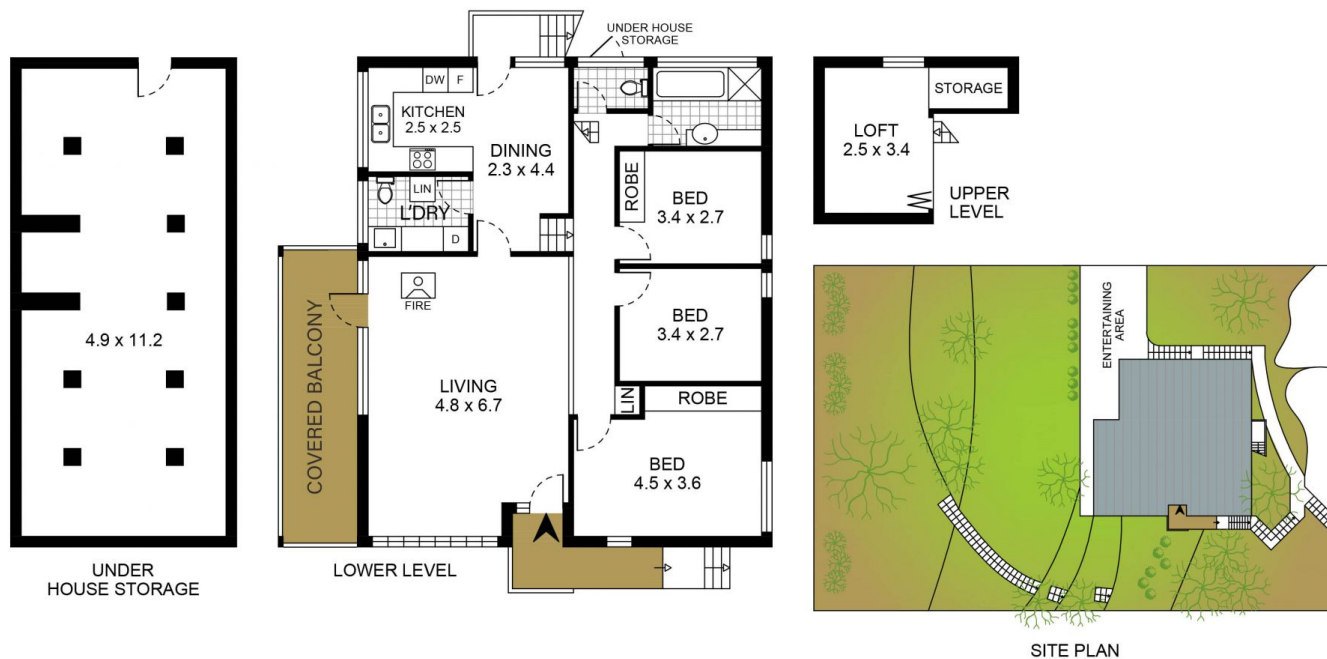 4.9 x 11.2
UNDER
HOUSE STORAGE
UNDER HOUSE
STORAGE
DW
F
KITCHEN
2.5 x 2.5
DINING
2.3 x 4.4
LIN
L'DRY
D
ROBE
BED
3.4 x 2.7
BED
3.4 x 2.7
FIRE
COVERED BALCONY
LIVING
4.8 x 6.7
LIN
ROBE
BED
4.5 x 3.6
LOWER LEVEL
STORAGE
LOFT
2.5 x 3.4
UPPER
LEVEL
ENTERTAINING
AREA
SITE PLAN